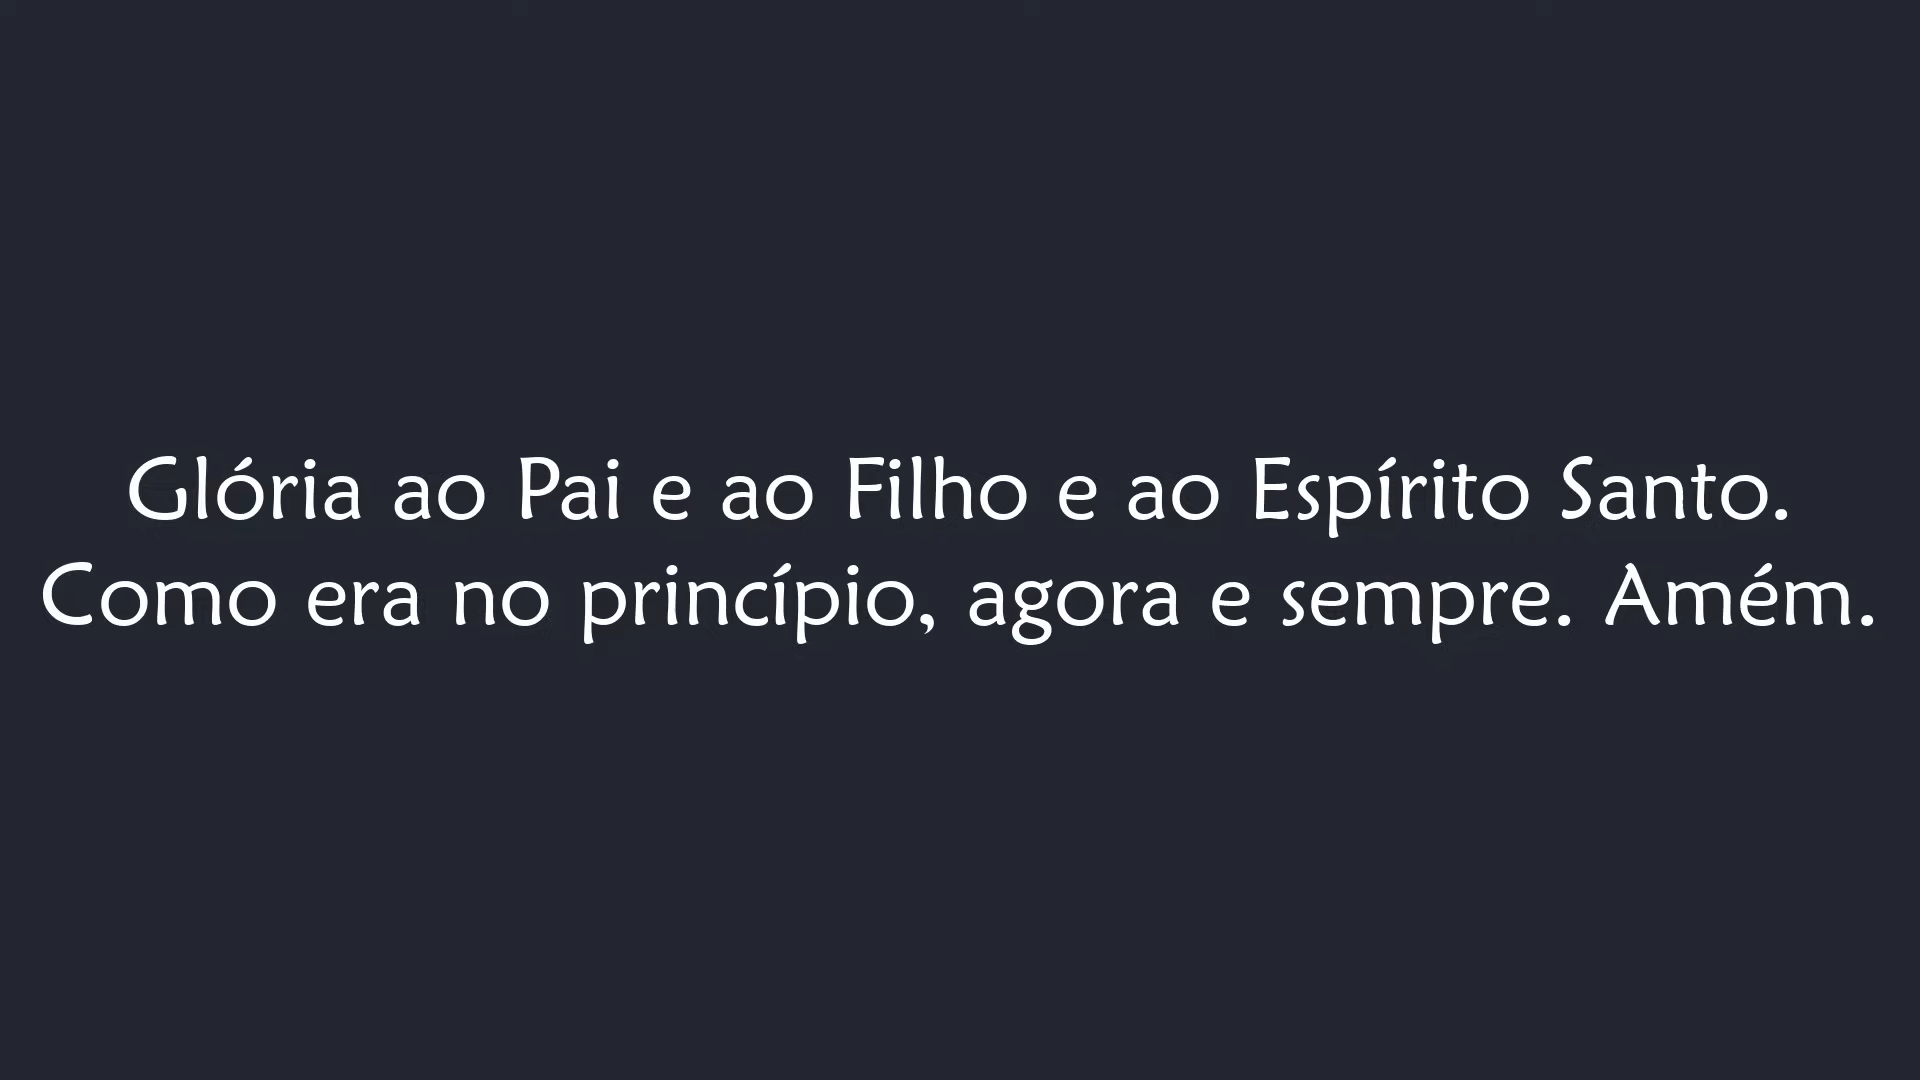 Glória ao Pai e ao Filho e ao Espírito Santo.
Como era no princípio, agora e sempre. Amém.